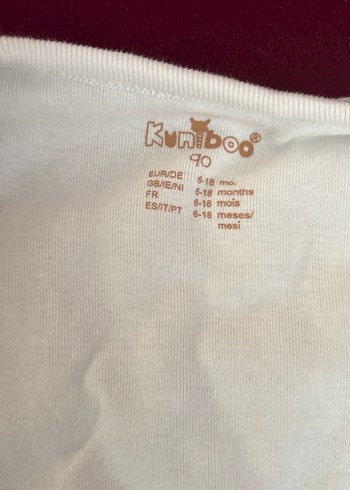 Kuniboo®
90
EUR/DE 6-18 mo.
GB/IE/NI 6-18 months
FR 6-18 mois
ES/IT/PT 6-18 meses/
mesi